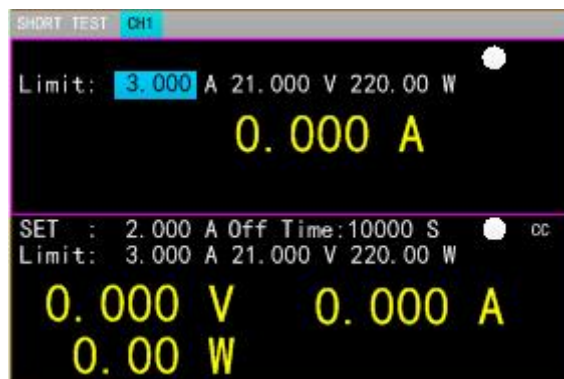 SHORT TEST CH1
Limit: 3.000 A 21.000 V 220.00 W
0.000 A
SET : 2.000 A Off Time:10000 S CC
Limit: 3.000 A 21.000 V 220.00 W
0.000 V 0.000 A
0.00 W